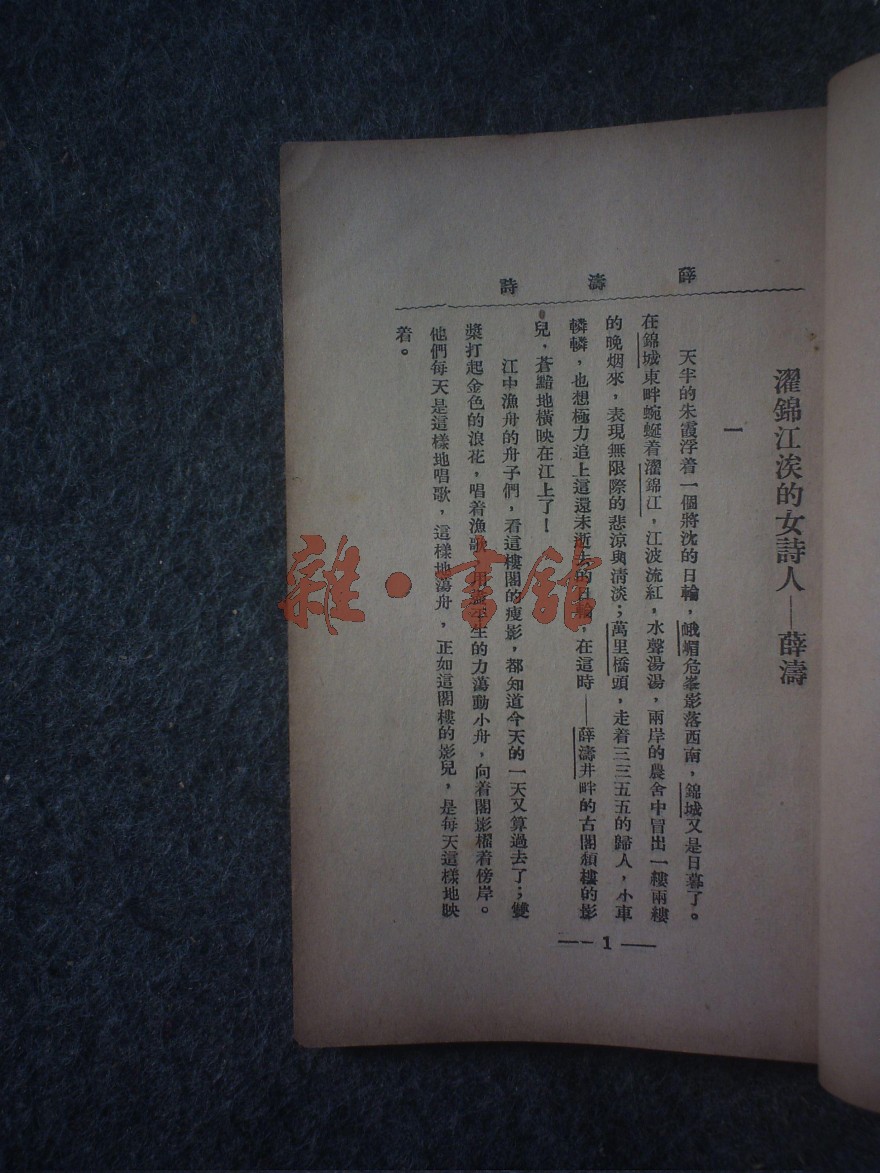 薛濤詩
濯錦江涘的女詩人——薛濤
一
天半的朱霞浮着一個將沈的日輪，峨嵋危峯影落西南，錦城又是日暮了。
在錦城東畔蜿蜒着濯錦江，江波流紅，水聲湯湯，兩岸的農舍中冒出一縷兩縷
的晚烟來，表現無限際的悲涼與清淡；萬里橋頭，走着三三五五的歸人，小車
轔轔，也想極力追上這還未逝去的日輪，在這時——薛濤井畔的古閣頹樓的影
兒．蒼黯地橫映在江上了！
江中漁舟的舟子們，看這樓閣的瘦影，都知道今天的一天又算過去了；雙
槳打起金色的浪花，唱着漁歌，用盡平生的力蕩動小舟，向着閣影櫂着傍岸。
他們每天是這樣地唱歌，這樣地蕩舟，正如這閣樓的影兒，是每天這樣地映
着。
—— 1 ——
雜·書館